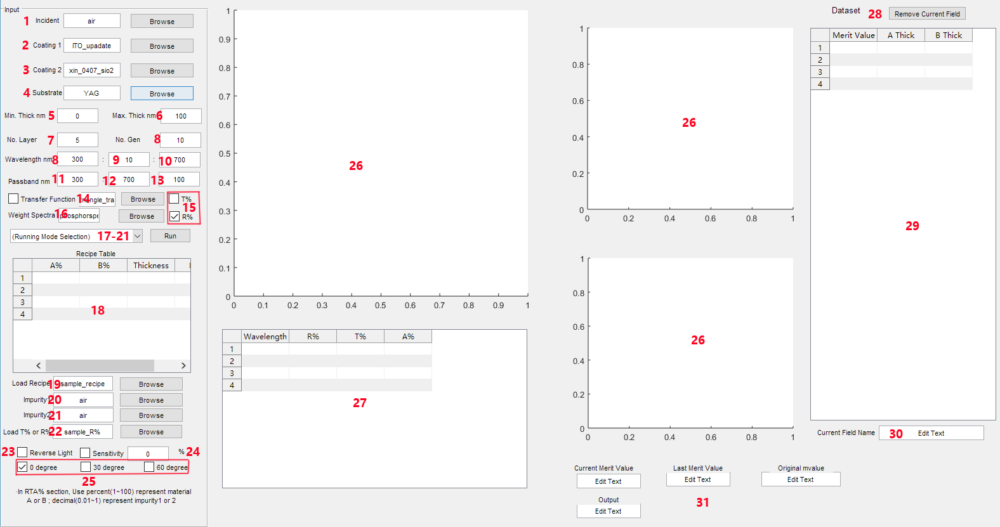 Input
1 Incident air Browse
2 Coating 1 ITO_upadate Browse
3 Coating 2 xin_0407_sio2 Browse
4 Substrate YAG Browse
Min. Thick nm 5 0 Max. Thick nm 6 100
No. Layer 7 5 No. Gen 8 10
Wavelength nm 8 300 : 9 10 : 10 700
Passband nm 11 300 : 12 700 13 100
Transfer Function 14 triangle_tra Browse T%
15
Weight Spectra 16 phosphorspe Browse R%
(Running Mode Selection) 17-21 Run
Recipe Table
A% B% Thickness
1
2
3
4
18
Load Recipe 19 sample_recipe Browse
Impurity1 20 air Browse
Impurity2 21 air Browse
Load T% or R% 22 sample_R% Browse
23 Reverse Light Sensitivity 0 % 24
0 degree 30 degree 60 degree
25
·In RTA% section, Use percent(1~100) represent material
A or B ; decimal(0.01~1) represent impurity1 or 2
1
0.9
0.8
0.7
0.6
0.5
0.4
0.3
0.2
0.1
0
26
0 0.1 0.2 0.3 0.4 0.5 0.6 0.7 0.8 0.9 1
Wavelength R% T% A%
1
2
3
4
27
1
0.8
0.6
0.4
0.2
0
26
0 0.2 0.4 0.6 0.8 1
1
0.8
0.6
0.4
0.2
0
26
0 0.2 0.4 0.6 0.8 1
Current Merit Value Last Merit Value Original mvalue
Edit Text Edit Text Edit Text
Output
Edit Text
31
Dataset 28 Remove Current Field
Merit Value A Thick B Thick
1
2
3
4
29
Current Field Name 30 Edit Text